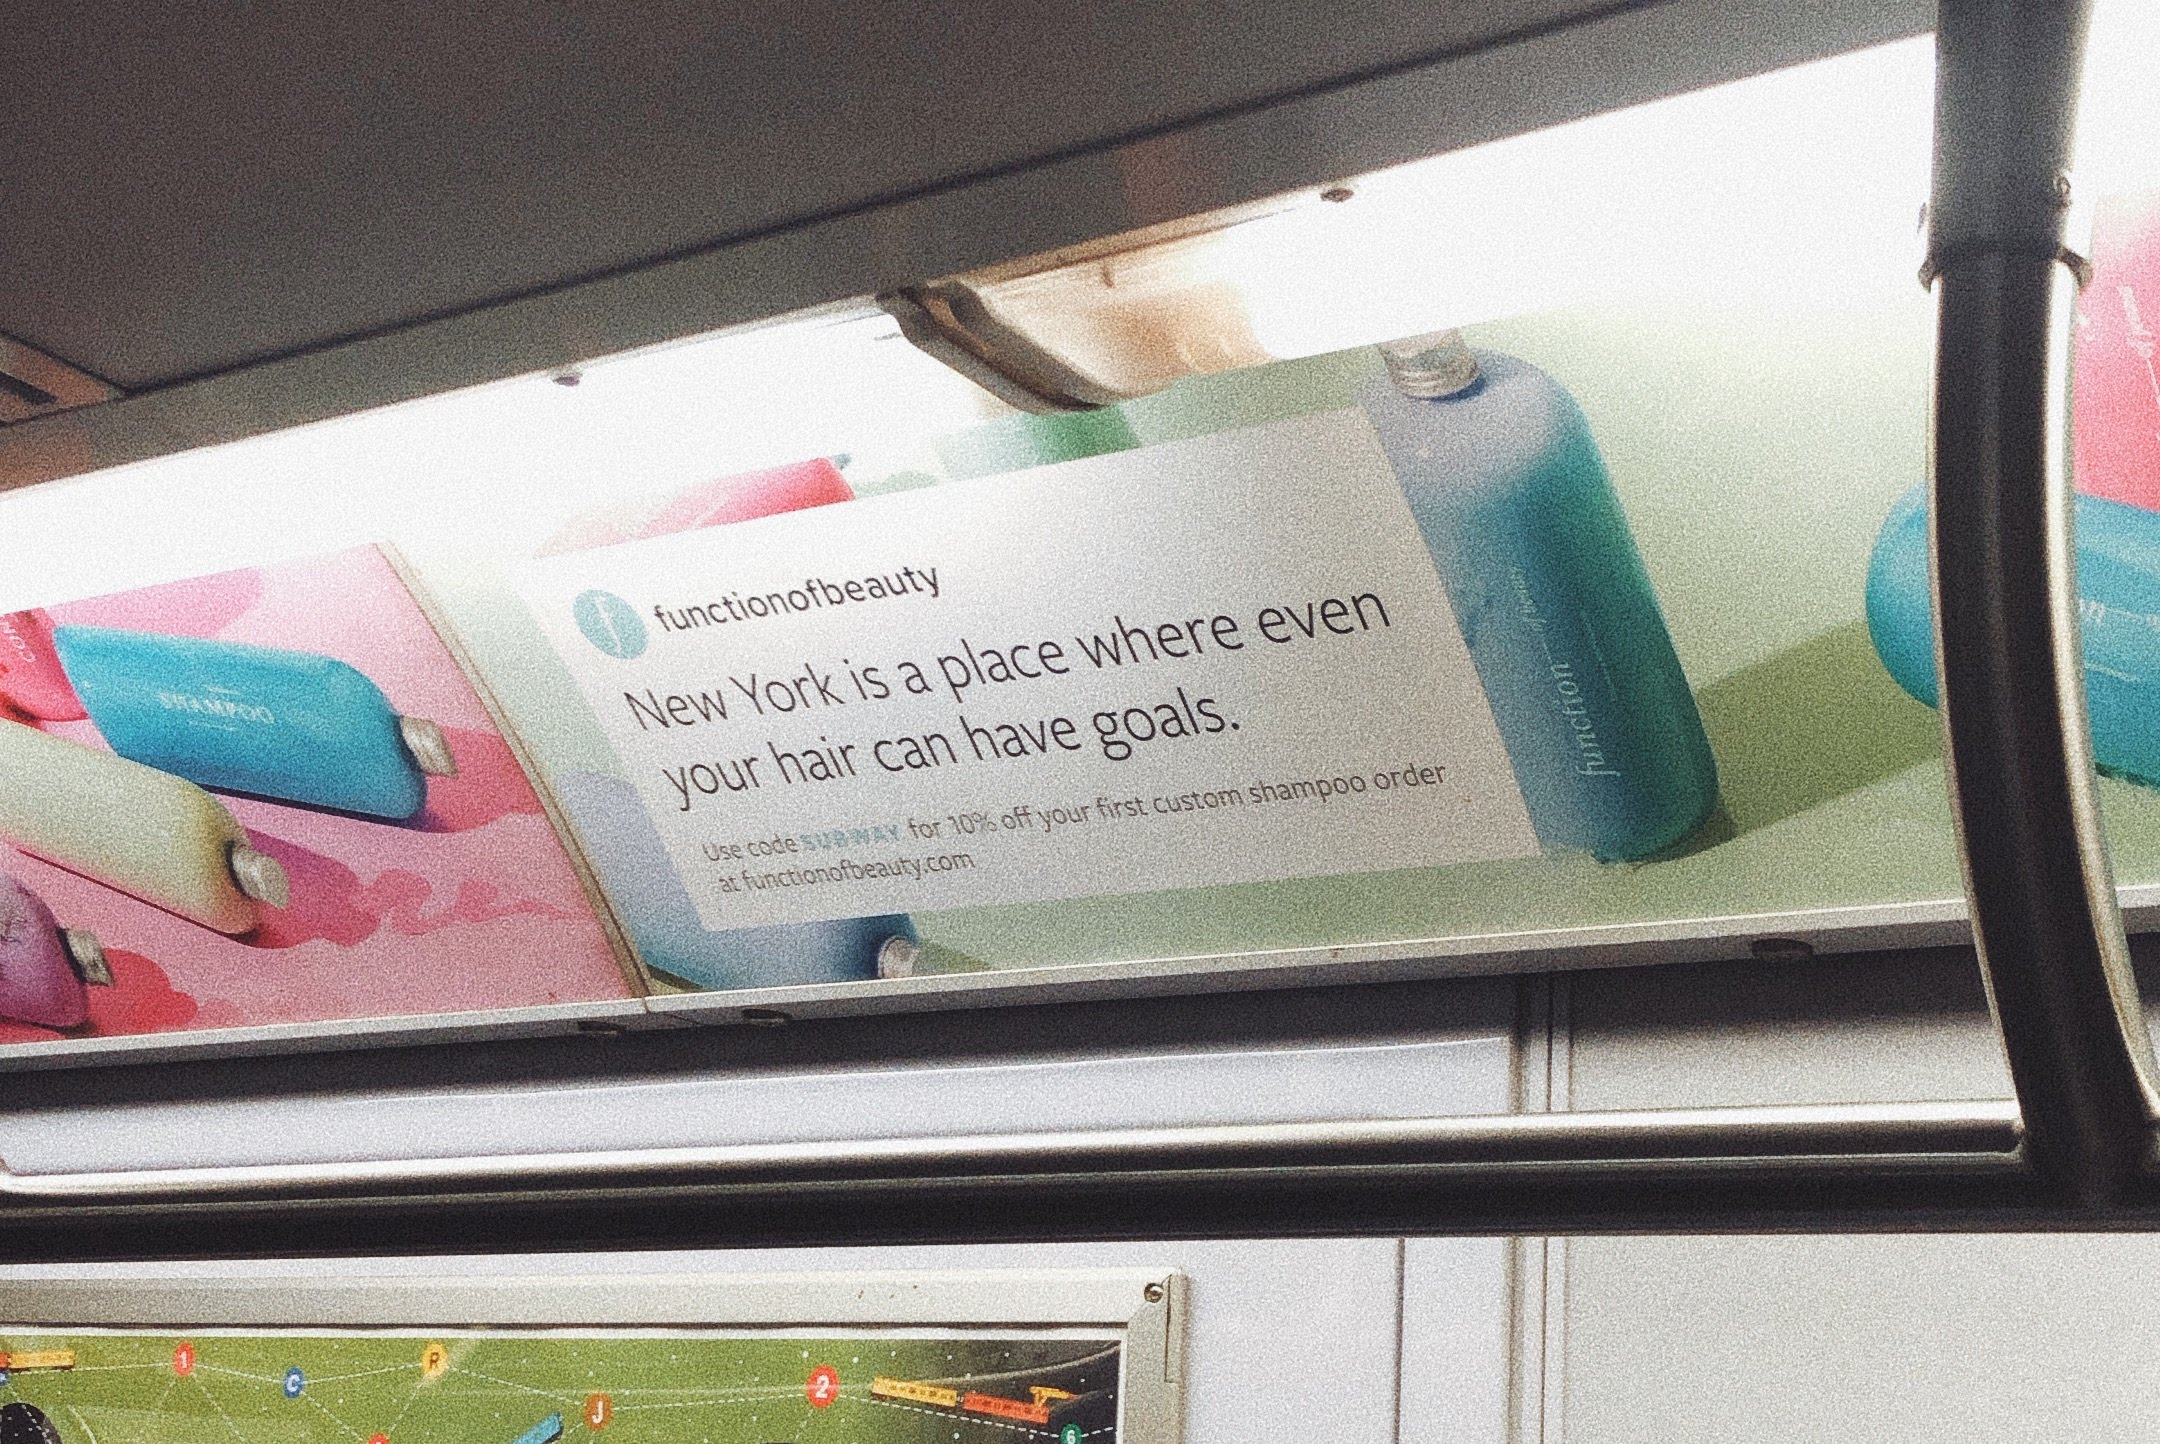 functionofbeauty
New York is a place where even
your hair can have goals.
Use code SUBWAY for 10% off your first custom shampoo order
at functionofbeauty.com
function
SHAMPOO
1
C
R
J
2
6